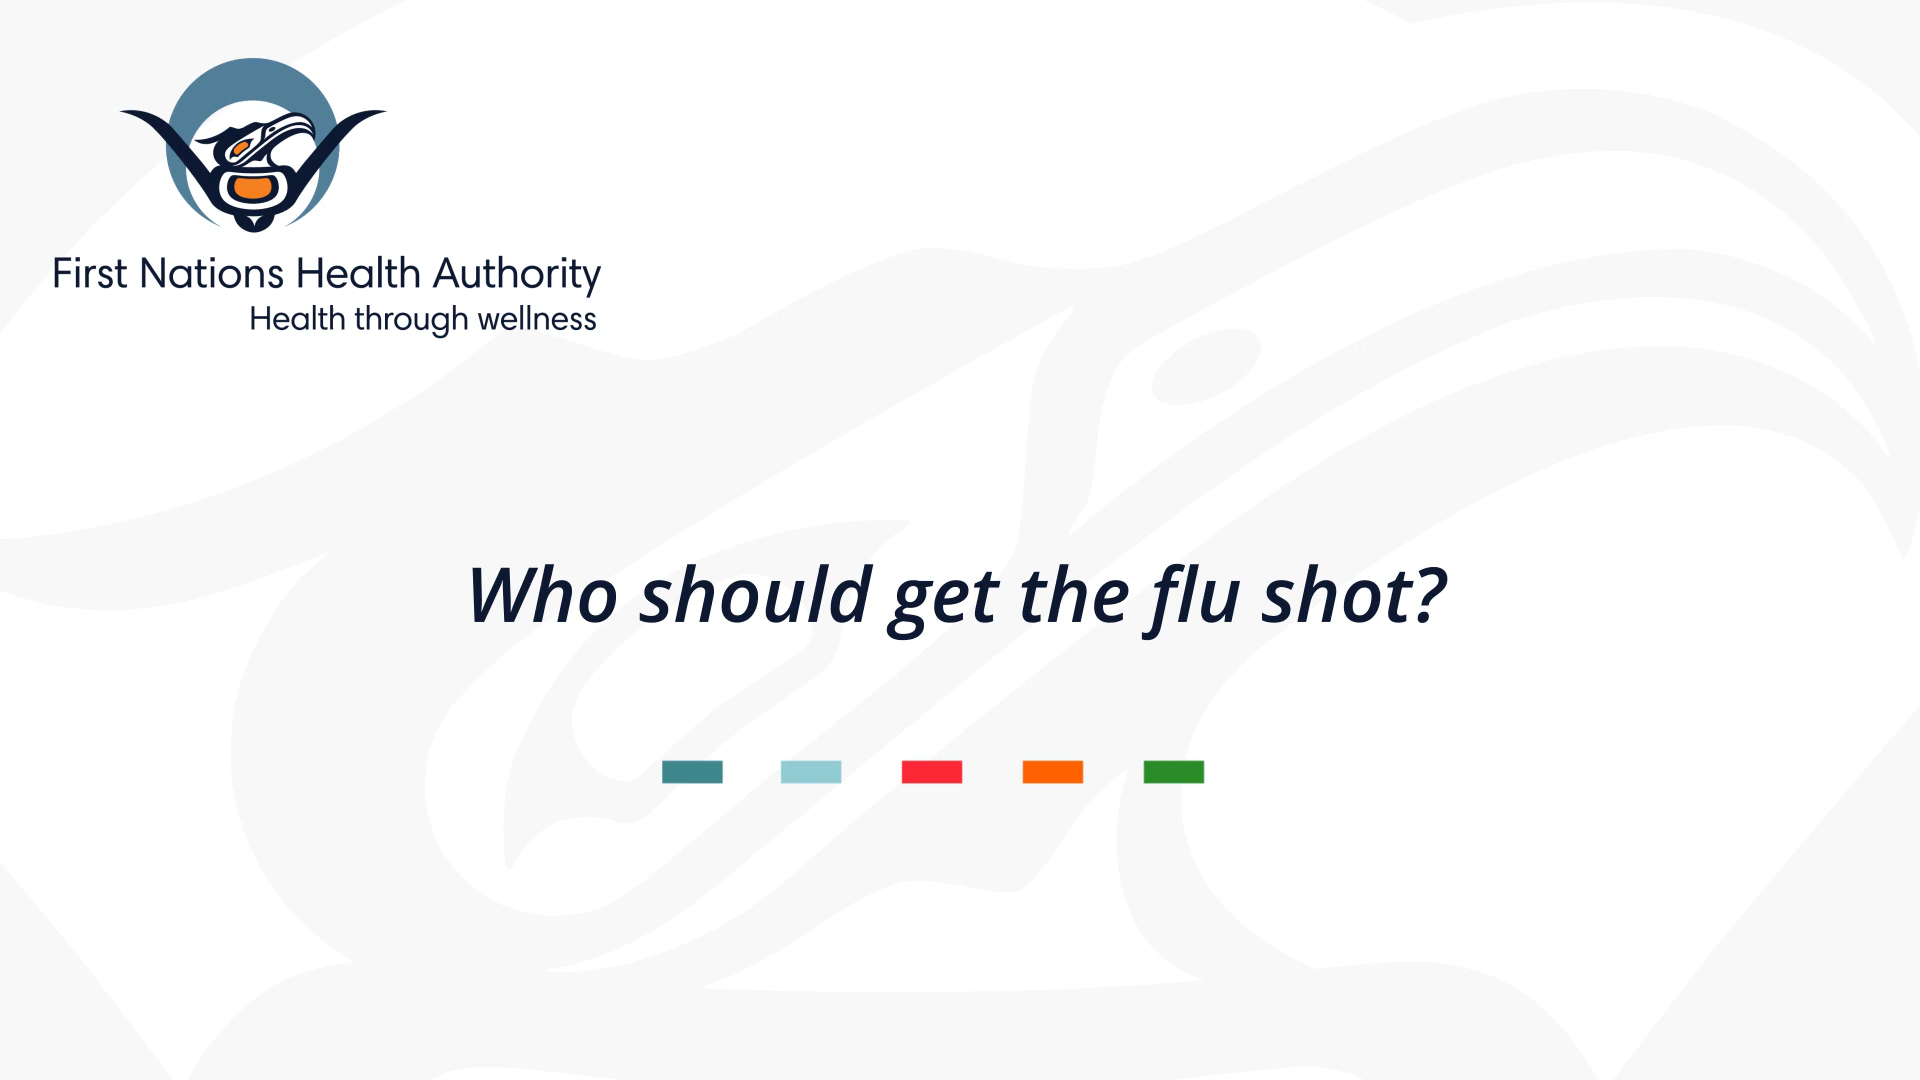 First Nations Health Authority
Health through wellness
Who should get the flu shot?